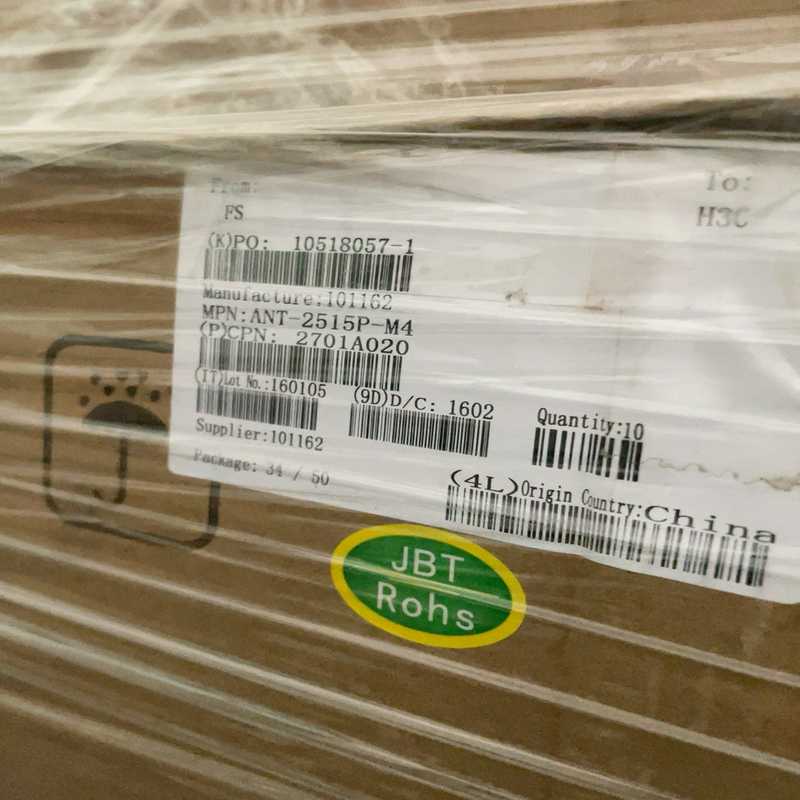 From:
To:
FS
H3C
(K)PO: 10518057-1
Manufacture:101162
MPN:ANT-2515P-M4
(P)CPN: 2701A020
(1T)Lot No.:160105
(9D)D/C: 1602
Quantity:10
Supplier:101162
Package: 34 / 50
(4L)Origin Country:China
JBT
Rohs